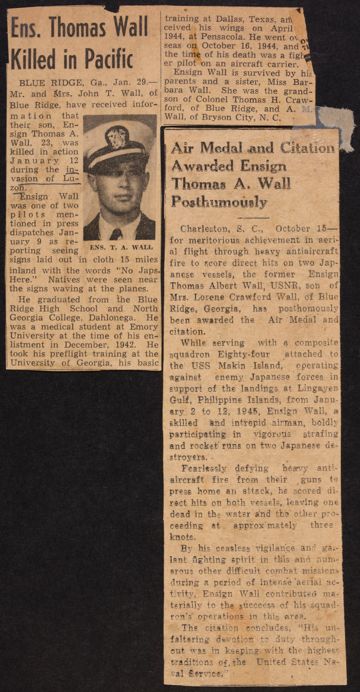 Ens. Thomas Wall
Killed in Pacific
BLUE RIDGE, Ga., Jan. 29.—
Mr. and Mrs. John T. Wall, of
Blue Ridge, have received infor-
mation that
their son, En-
sign Thomas A.
Wall, 23, was
killed in action
January 12
during the in-
vasion of Lu-
zon.
Ensign Wall
was one of two
pilots men-
tioned in press
dispatches Jan-
uary 9 as re-
porting seeing
ENS. T. A. WALL
signs laid out in cloth 15 miles
inland with the words "No Japs
Here." Natives were seen near
the signs waving at the planes.
He graduated from the Blue
Ridge High School and North
Georgia College, Dahlonega. He
was a medical student at Emory
University at the time of his en-
listment in December, 1942. He
took his preflight training at the
University of Georgia, his basic
training at Dallas, Texas, an
ceived his wings on April
1944, at Pensacola. He went ov
seas on October 16, 1944, and
the time of his death was a figh
er pilot on an aircraft carrier.
Ensign Wall is survived by hi
parents and a sister, Miss Bar-
bara Wall. She was the grand-
son of Colonel Thomas H. Craw-
ford, of Blue Ridge, and A. M.
Wall, of Bryson City, N. C.
Air Medal and Citation
Awarded Ensign
Thomas A. Wall
Posthumously
Charleston, S. C., October 15—
for meritorious achievement in aeri-
al flight through heavy antiaircraft
fire to score direct hits on two Jap-
anese vessels, the former Ensign
Thomas Albert Wall, USNR, son of
Mrs. Lorene Crawford Wall, of Blue
Ridge, Georgia, has posthomously
been awarded the Air Medal and
citation.
While serving with a composite
squadron Eighty-four attached to
the USS Makin Island, operating
against enemy Japanese forces in
support of the landings at Lingayen
Gulf, Philippine Islands, from Jan-
uary 2 to 12, 1945, Ensign Wall, a
skilled and intrepid airman, boldly
participating in vigorous strafing
and rocket runs on two Japanese de-
stroyers.
Fearlessly defying heavy anti-
aircraft fire from their guns to
press home an attack, he scored di-
rect hits on both vessels, leaving one
dead in the water and the other pro-
ceeding at approximately three
knots.
By his ceasless vigilance and gal-
lant fighting spirit in this and num-
erous other difficult combat missions
during a period of intense aerial ac-
tivity, Ensign Wall contributed ma-
terially to the succcess of his squad-
ron's operations in this area.
The citation concludes, "His un-
faltering devotion to duty through-
out was in keeping with the highest
traditions of the United States Na-
val Service."